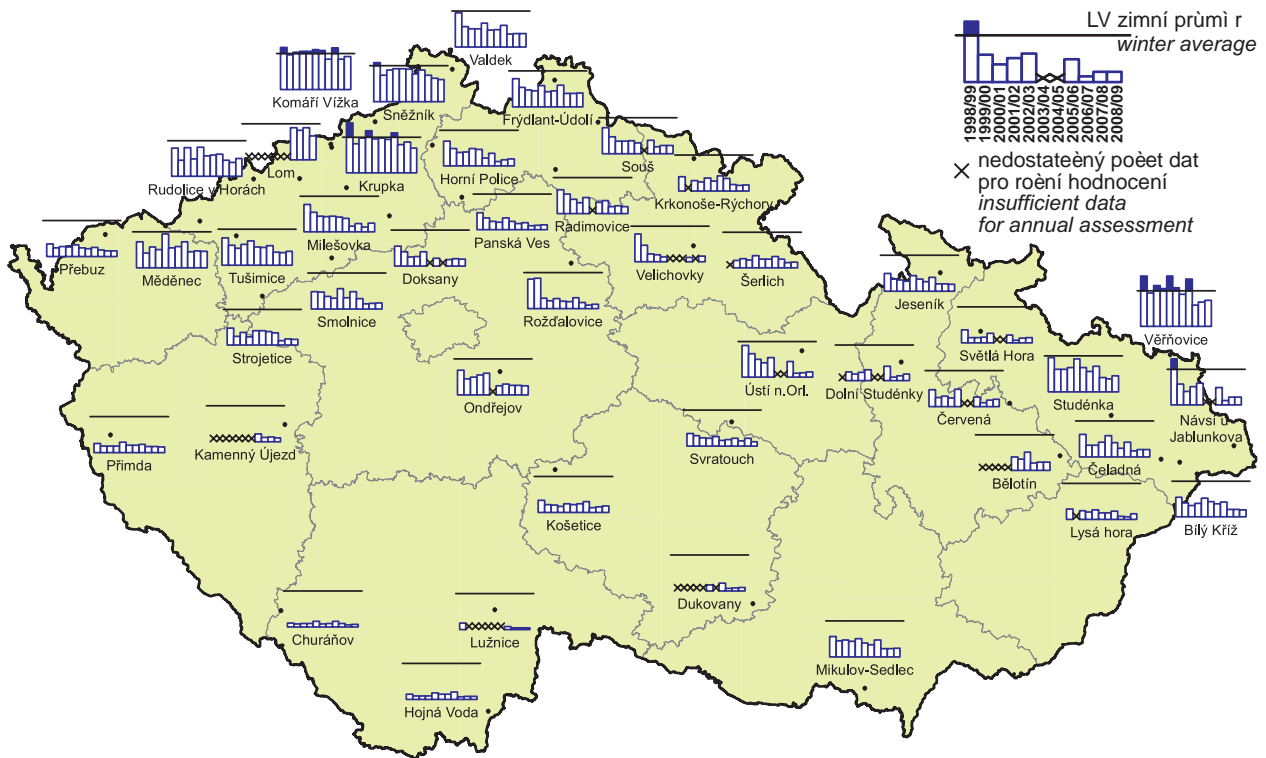 LV zimní prùmì r
winter average
1998/99
1999/00
2000/01
2001/02
2002/03
2003/04
2004/05
2005/06
2006/07
2007/08
2008/09
× nedostateèný poèet dat
pro roèní hodnocení
insufficient data
for annual assessment
Valdek
Komáří Vížka
Sněžník
Frýdlant-Údolí
Rudolice v Horách
Lom
Krupka
Horní Police
Souš
Krkonoše-Rýchory
Přebuz
Měděnec
Tušimice
Milešovka
Doksany
Panská Ves
Radimovice
Velichovky
Šerlich
Jeseník
Věřňovice
Strojetice
Smolnice
Rožďalovice
Světlá Hora
Ondřejov
Ústí n.Orl.
Dolní Studénky
Červená
Studénka
Návsí u
Jablunkova
Přimda
Kamenný Újezd
Svratouch
Bělotín
Čeladná
Košetice
Lysá hora
Bílý Kříž
Dukovany
Churáňov
Lužnice
Mikulov-Sedlec
Hojná Voda